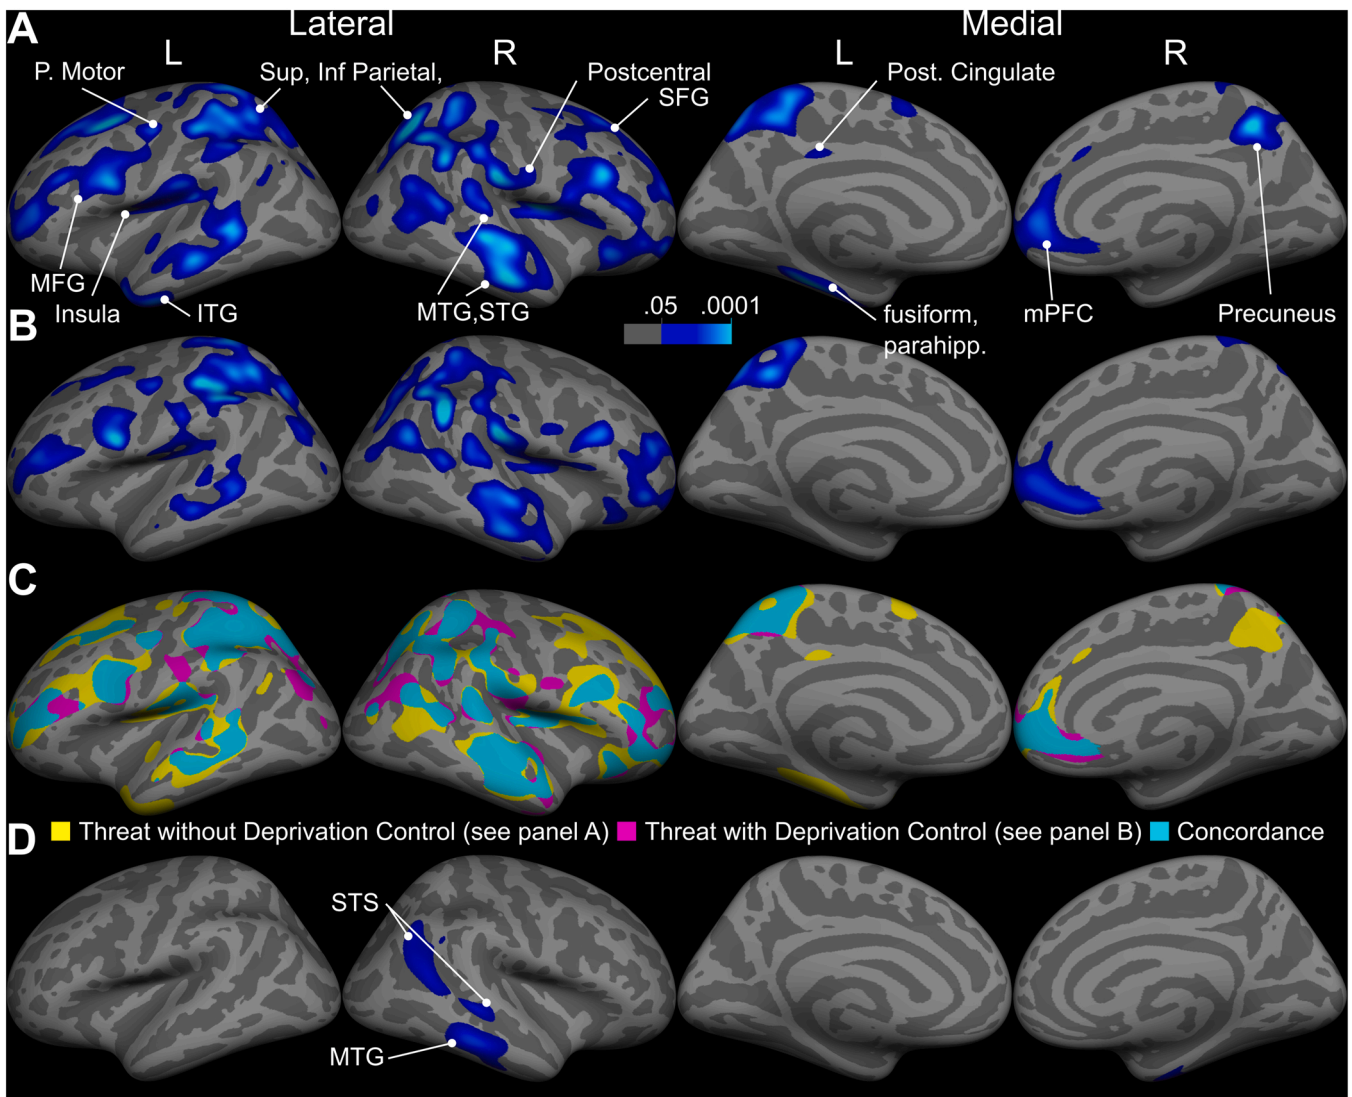 A
Lateral
Medial
L
R
L
R
P. Motor
Sup, Inf Parietal,
Postcentral
SFG
Post. Cingulate
MFG
Insula
ITG
MTG,STG
.05 .0001
fusiform,
parahipp.
mPFC
Precuneus
B
C
D
Threat without Deprivation Control (see panel A)
Threat with Deprivation Control (see panel B)
Concordance
STS
MTG